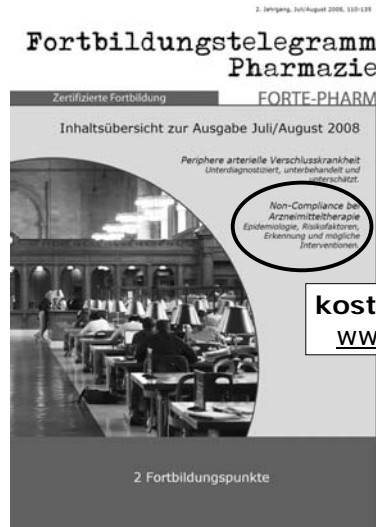 2. Jahrgang, Juli/August 2008, 110-135
Fortbildungstelegramm
Pharmazie
Zertifizierte Fortbildung
FORTE-PHARM
Inhaltsübersicht zur Ausgabe Juli/August 2008
Periphere arterielle Verschlusskrankheit
Unterdiagnostiziert, unterbehandelt und
unterschätzt.
Non-Compliance bei
Arzneimitteltherapie
Epidemiologie, Risikofaktoren,
Erkennung und mögliche
Interventionen.
kost
ww
2 Fortbildungspunkte